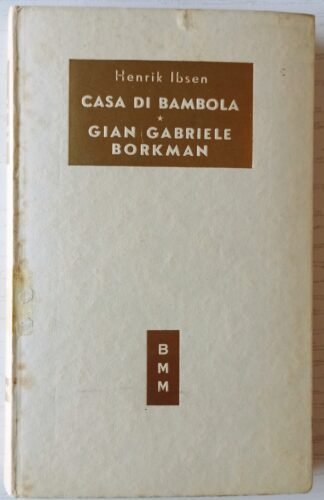 Henrik Ibsen
CASA DI BAMBOLA
*
GIAN GABRIELE
BORKMAN
B
M
M